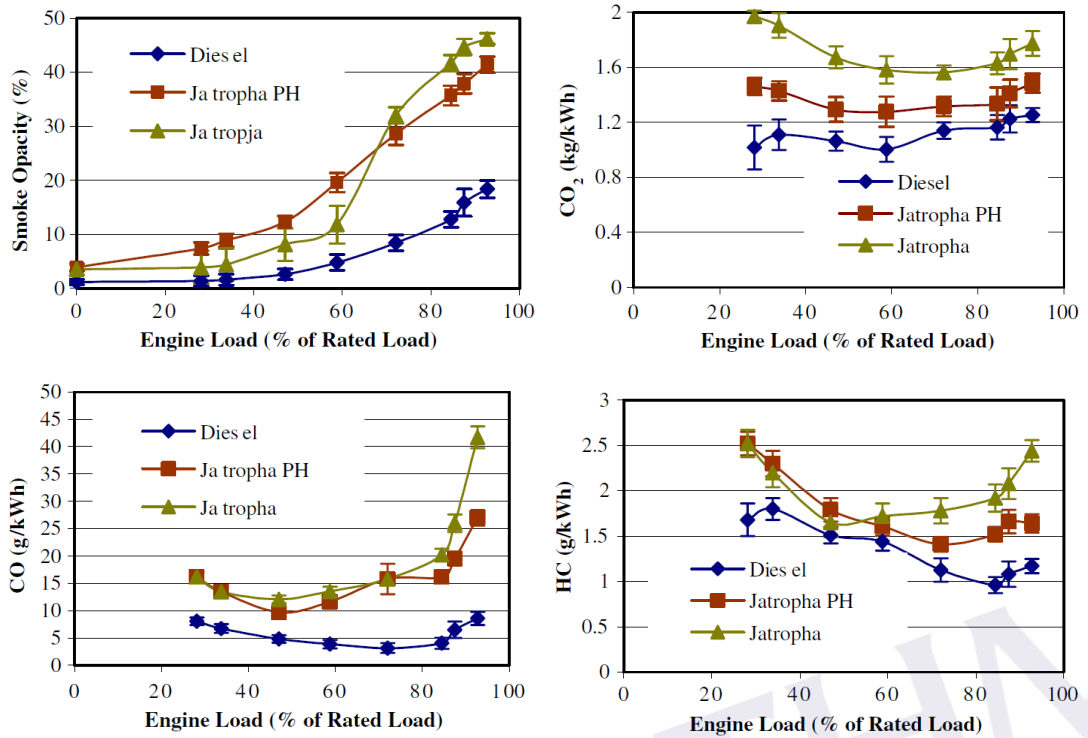 Smoke Opacity (%)
50
40
30
20
10
0
Dies el
Ja tropha PH
Ja tropja
0 20 40 60 80 100
Engine Load (% of Rated Load)
CO2 (kg/kWh)
2
1.6
1.2
0.8
0.4
0
Diesel
Jatropha PH
Jatropha
0 20 40 60 80 100
Engine Load (% of Rated Load)
CO (g/kWh)
50
45
40
35
30
25
20
15
10
5
0
Dies el
Ja tropha PH
Ja tropha
0 20 40 60 80 100
Engine Load (% of Rated Load)
HC (g/kWh)
3
2.5
2
1.5
1
0.5
0
Dies el
Jatropha PH
Jatropha
0 20 40 60 80 100
Engine Load (% of Rated Load)